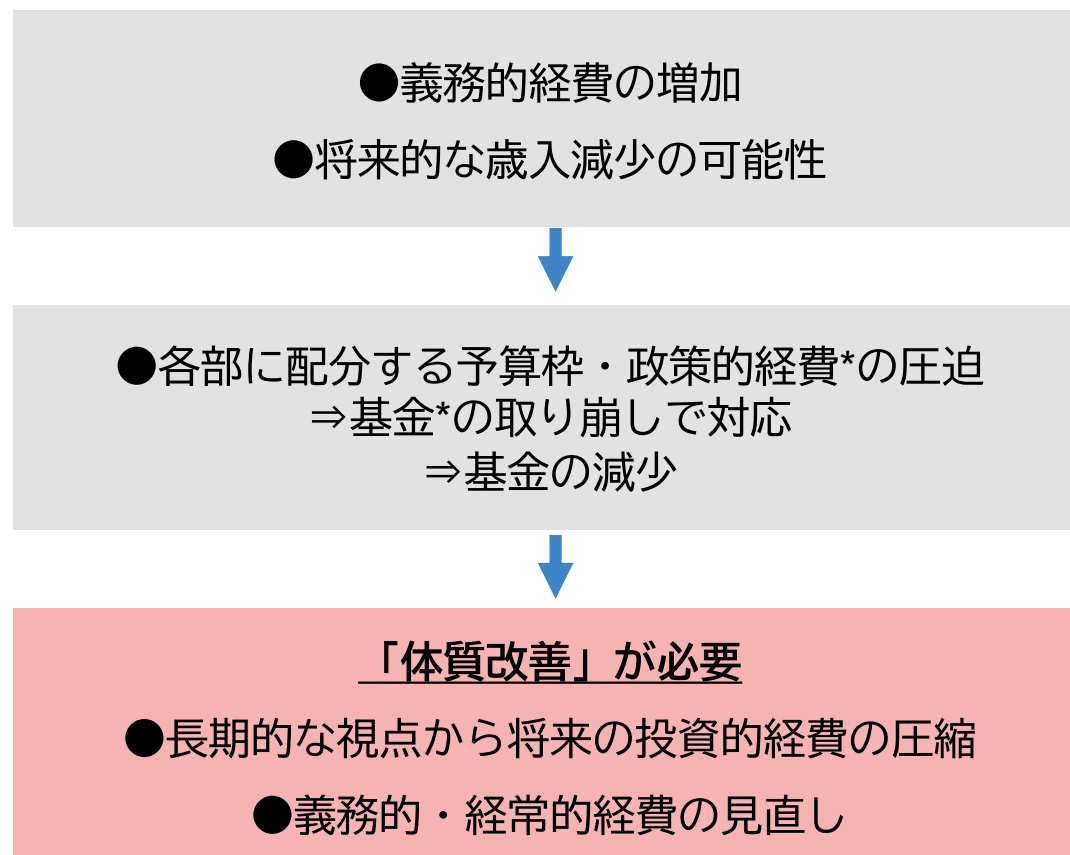 ●義務的経費の増加
●将来的な歳入減少の可能性
●各部に配分する予算枠・政策的経費*の圧迫
⇒基金*の取り崩しで対応
⇒基金の減少
「体質改善」が必要
●長期的な視点から将来の投資的経費の圧縮
●義務的・経常的経費の見直し